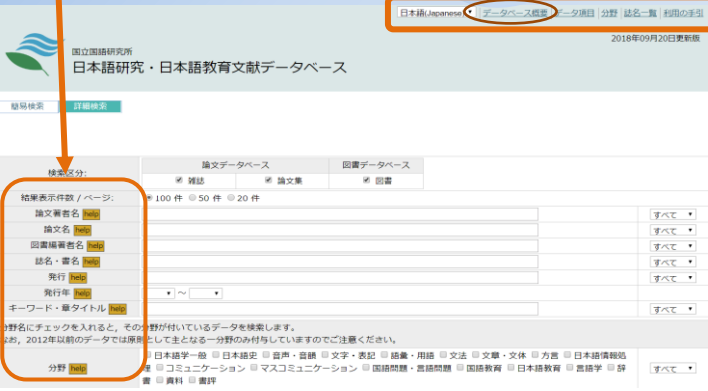 日本語(Japanese) データベース概要 データ項目 分野 誌名一覧 利用の手引
2018年09月20日更新版
国立国語研究所
日本語研究・日本語教育文献データベース
簡易検索 詳細検索
論文データベース 図書データベース
検索区分:
雑誌 論文集 図書
結果表示件数 / ページ: 100 件 50 件 20 件
論文著者名 help すべて
論文名 help すべて
図書編著者名 help すべて
誌名・書名 help すべて
発行 help すべて
発行年 help ～
キーワード・章タイトル help すべて
分野名にチェックを入れると，その分野が付いているデータを検索します。
なお，2012年以前のデータでは原則として主となる一分野のみ付与していますのでご注意ください。
日本語学一般 日本語史 音声・音韻 文字・表記 語彙・用語 文法 文章・文体 方言 日本語情報処
分野 help 理 コミュニケーション マスコミュニケーション 国語問題・言語問題 国語教育 日本語教育 言語学 辞 すべて
書 資料 書評